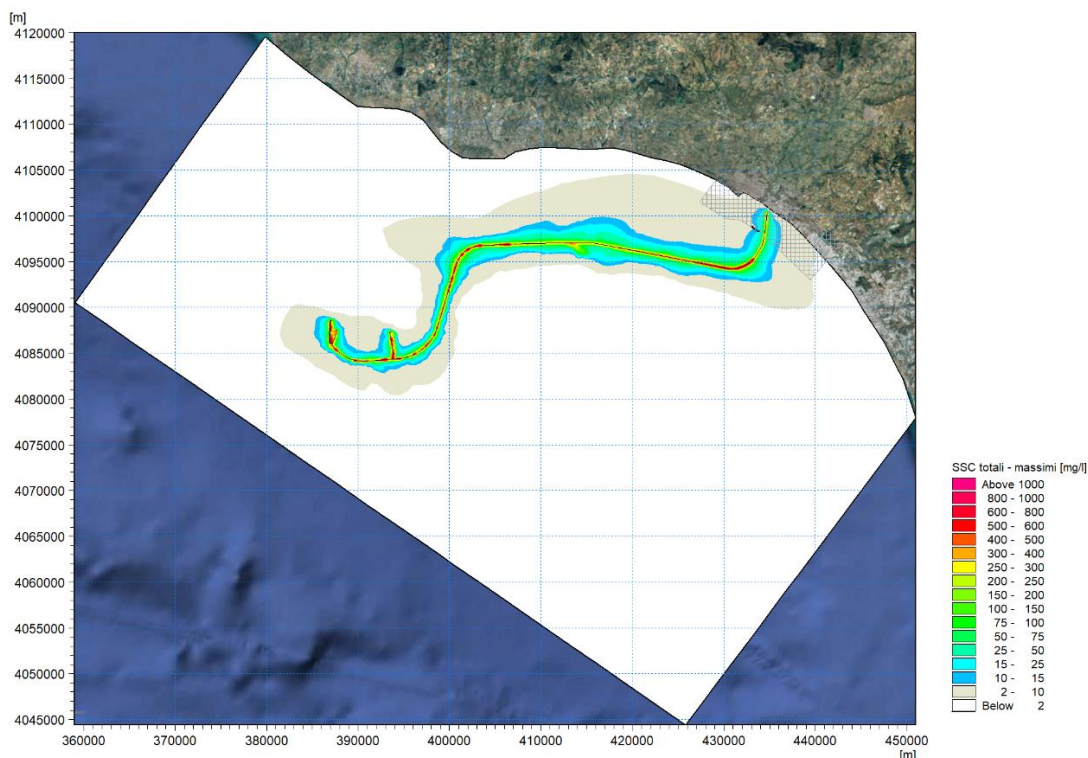 [m]
4120000
4115000
4110000
4105000
4100000
4095000
4090000
4085000
4080000
4075000
4070000
4065000
4060000
4055000
4050000
4045000
360000 370000 380000 390000 400000 410000 420000 430000 440000 450000
[m]
SSC totali - massimi [mg/l]
Above 1000
800 - 1000
600 - 800
500 - 600
400 - 500
300 - 400
250 - 300
200 - 250
150 - 200
100 - 150
75 - 100
50 - 75
25 - 50
15 - 25
10 - 15
2 - 10
Below 2